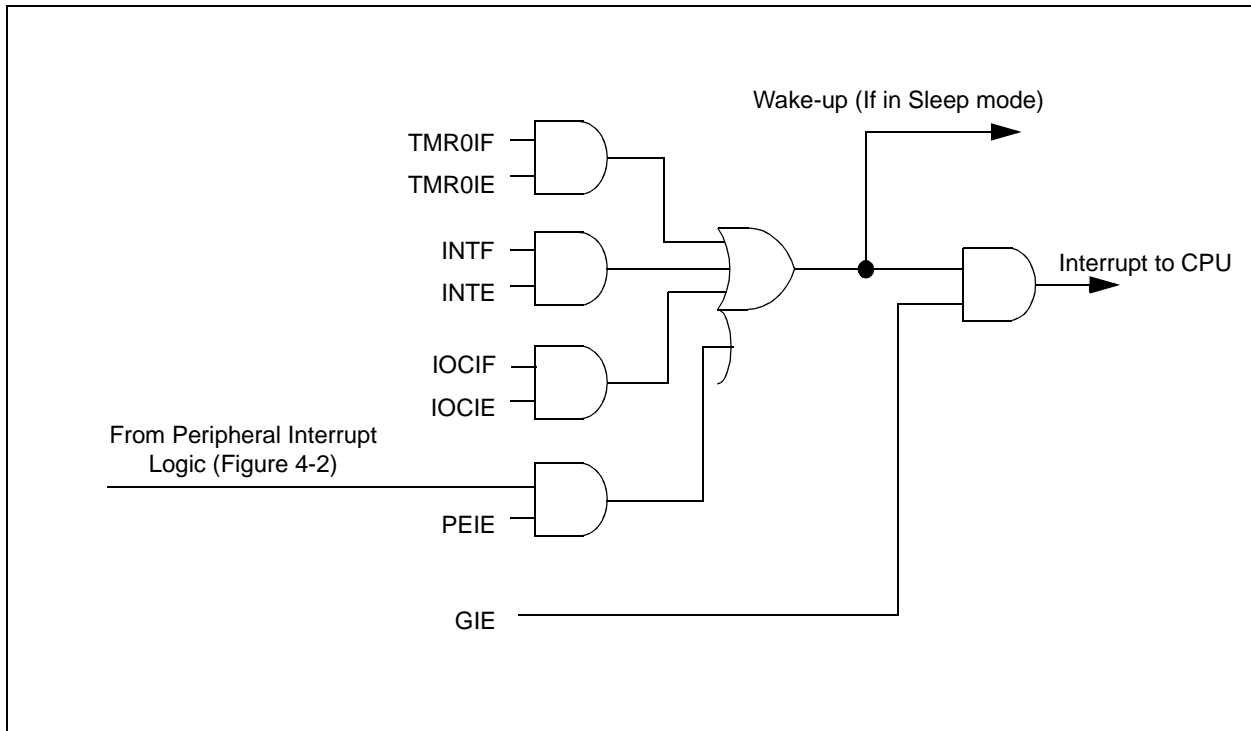 Wake-up (If in Sleep mode)
TMR0IF
TMR0IE
INTF
INTE
Interrupt to CPU
IOCIF
IOCIE
From Peripheral Interrupt
Logic (Figure 4-2)
PEIE
GIE